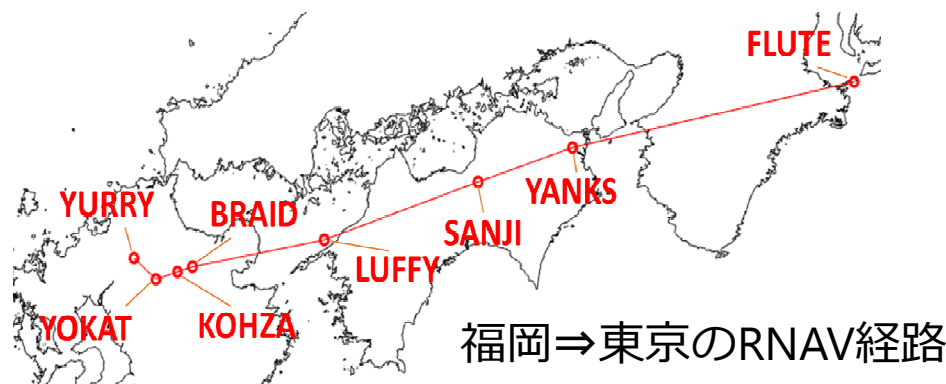 FLUTE
YURRY
BRAID
YANKS
SANJI
LUFFY
YOKAT
KOHZA
福岡⇒東京のRNAV経路